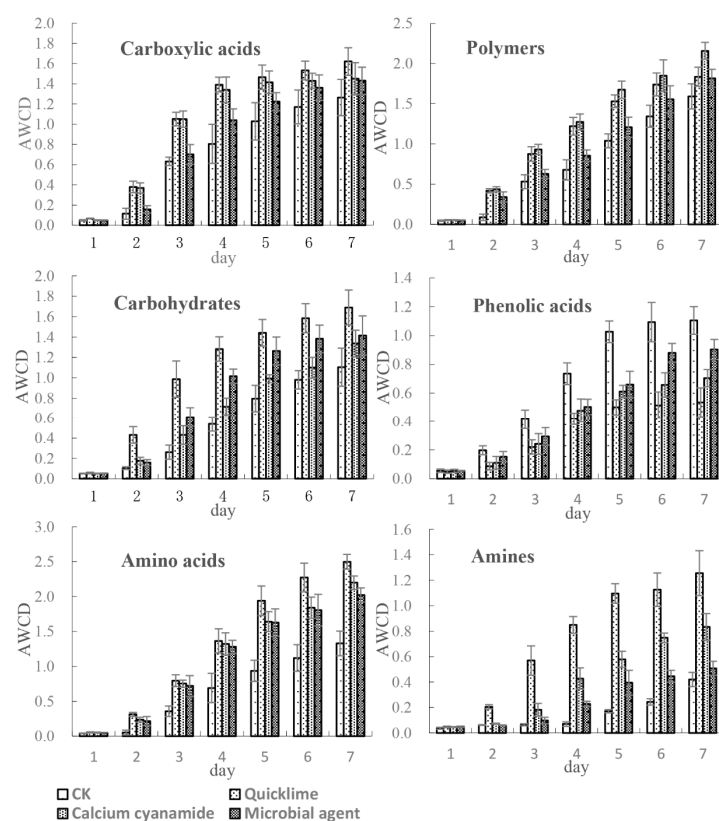 Carboxylic acids
AWCD
1.8
1.6
1.4
1.2
1.0
0.8
0.6
0.4
0.2
0.0
1 2 3 4 5 6 7
day
Polymers
AWCD
2.5
2.0
1.5
1.0
0.5
0.0
1 2 3 4 5 6 7
day
Carbohydrates
AWCD
2.0
1.8
1.6
1.4
1.2
1.0
0.8
0.6
0.4
0.2
0.0
1 2 3 4 5 6 7
day
Phenolic acids
AWCD
1.4
1.2
1.0
0.8
0.6
0.4
0.2
0.0
1 2 3 4 5 6 7
day
Amino acids
AWCD
3.0
2.5
2.0
1.5
1.0
0.5
0.0
1 2 3 4 5 6 7
day
Amines
AWCD
1.6
1.4
1.2
1.0
0.8
0.6
0.4
0.2
0.0
1 2 3 4 5 6 7
day
CK Quicklime
Calcium cyanamide Microbial agent